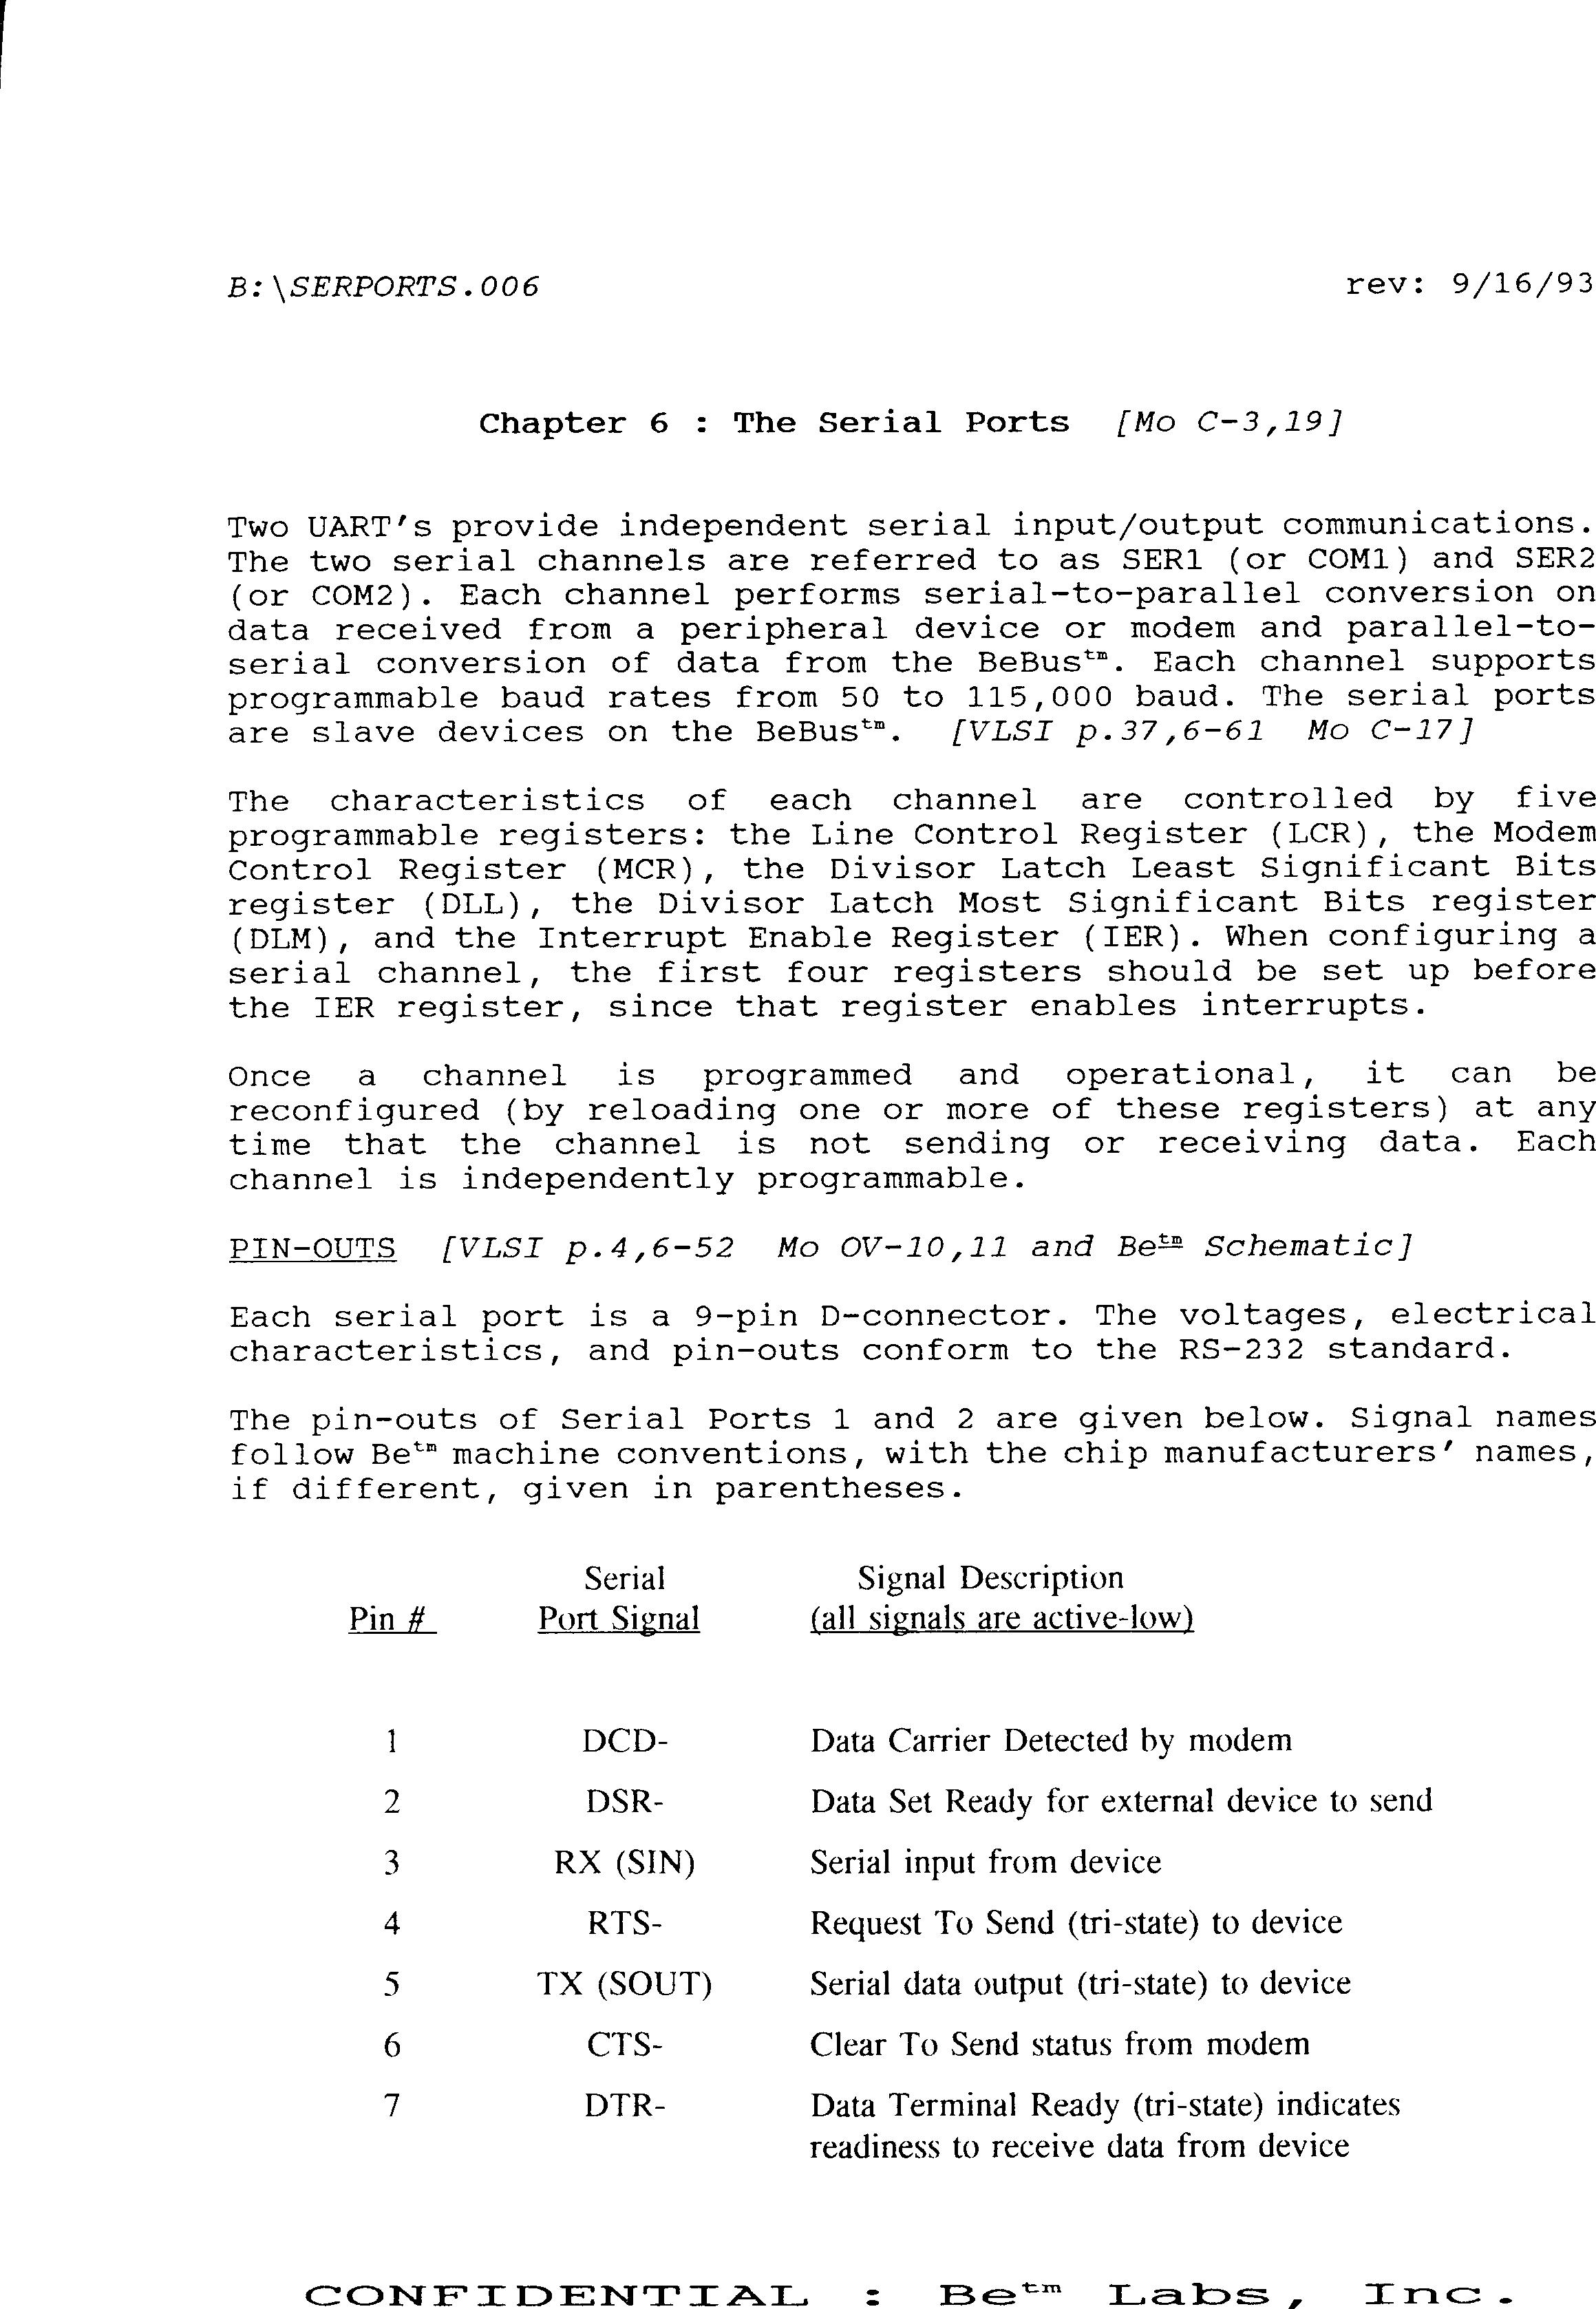 B:\SERPORTS.006 rev: 9/16/93
Chapter 6 : The Serial Ports [Mo C-3,19]
Two UART's provide independent serial input/output communications.
The two serial channels are referred to as SER1 (or COM1) and SER2
(or COM2). Each channel performs serial-to-parallel conversion on
data received from a peripheral device or modem and parallel-to-
serial conversion of data from the BeBus™. Each channel supports
programmable baud rates from 50 to 115,000 baud. The serial ports
are slave devices on the BeBus™. [VLSI p.37,6-61 Mo C-17]
The characteristics of each channel are controlled by five
programmable registers: the Line Control Register (LCR), the Modem
Control Register (MCR), the Divisor Latch Least Significant Bits
register (DLL), the Divisor Latch Most Significant Bits register
(DLM), and the Interrupt Enable Register (IER). When configuring a
serial channel, the first four registers should be set up before
the IER register, since that register enables interrupts.
Once a channel is programmed and operational, it can be
reconfigured (by reloading one or more of these registers) at any
time that the channel is not sending or receiving data. Each
channel is independently programmable.
PIN-OUTS [VLSI p.4,6-52 Mo OV-10,11 and Be™ Schematic]
Each serial port is a 9-pin D-connector. The voltages, electrical
characteristics, and pin-outs conform to the RS-232 standard.
The pin-outs of Serial Ports 1 and 2 are given below. Signal names
follow Be™ machine conventions, with the chip manufacturers' names,
if different, given in parentheses.
Serial Signal Description
Pin # Port Signal (all signals are active-low)
1 DCD- Data Carrier Detected by modem
2 DSR- Data Set Ready for external device to send
3 RX (SIN) Serial input from device
4 RTS- Request To Send (tri-state) to device
5 TX (SOUT) Serial data output (tri-state) to device
6 CTS- Clear To Send status from modem
7 DTR- Data Terminal Ready (tri-state) indicates
readiness to receive data from device
CONFIDENTIAL : Be™ Labs, Inc.